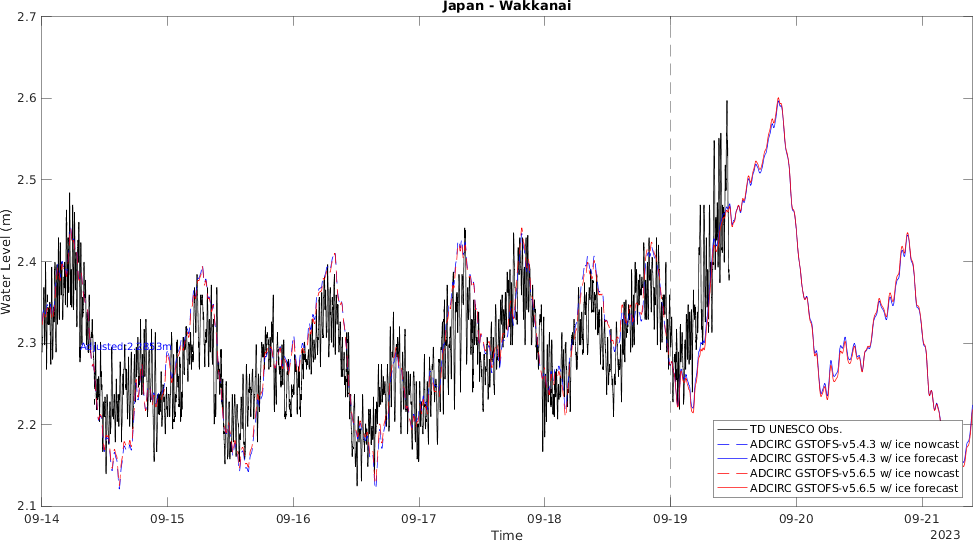 Japan - Wakkanai
2.7
2.6
2.5
2.4
2.3
2.2
2.1
Water Level (m)
09-14
09-15
09-16
09-17
09-18
09-19
09-20
09-21
Time
2023
TD UNESCO Obs.
ADCIRC GSTOFS-v5.4.3 w/ ice nowcast
ADCIRC GSTOFS-v5.4.3 w/ ice forecast
ADCIRC GSTOFS-v5.6.5 w/ ice nowcast
ADCIRC GSTOFS-v5.6.5 w/ ice forecast